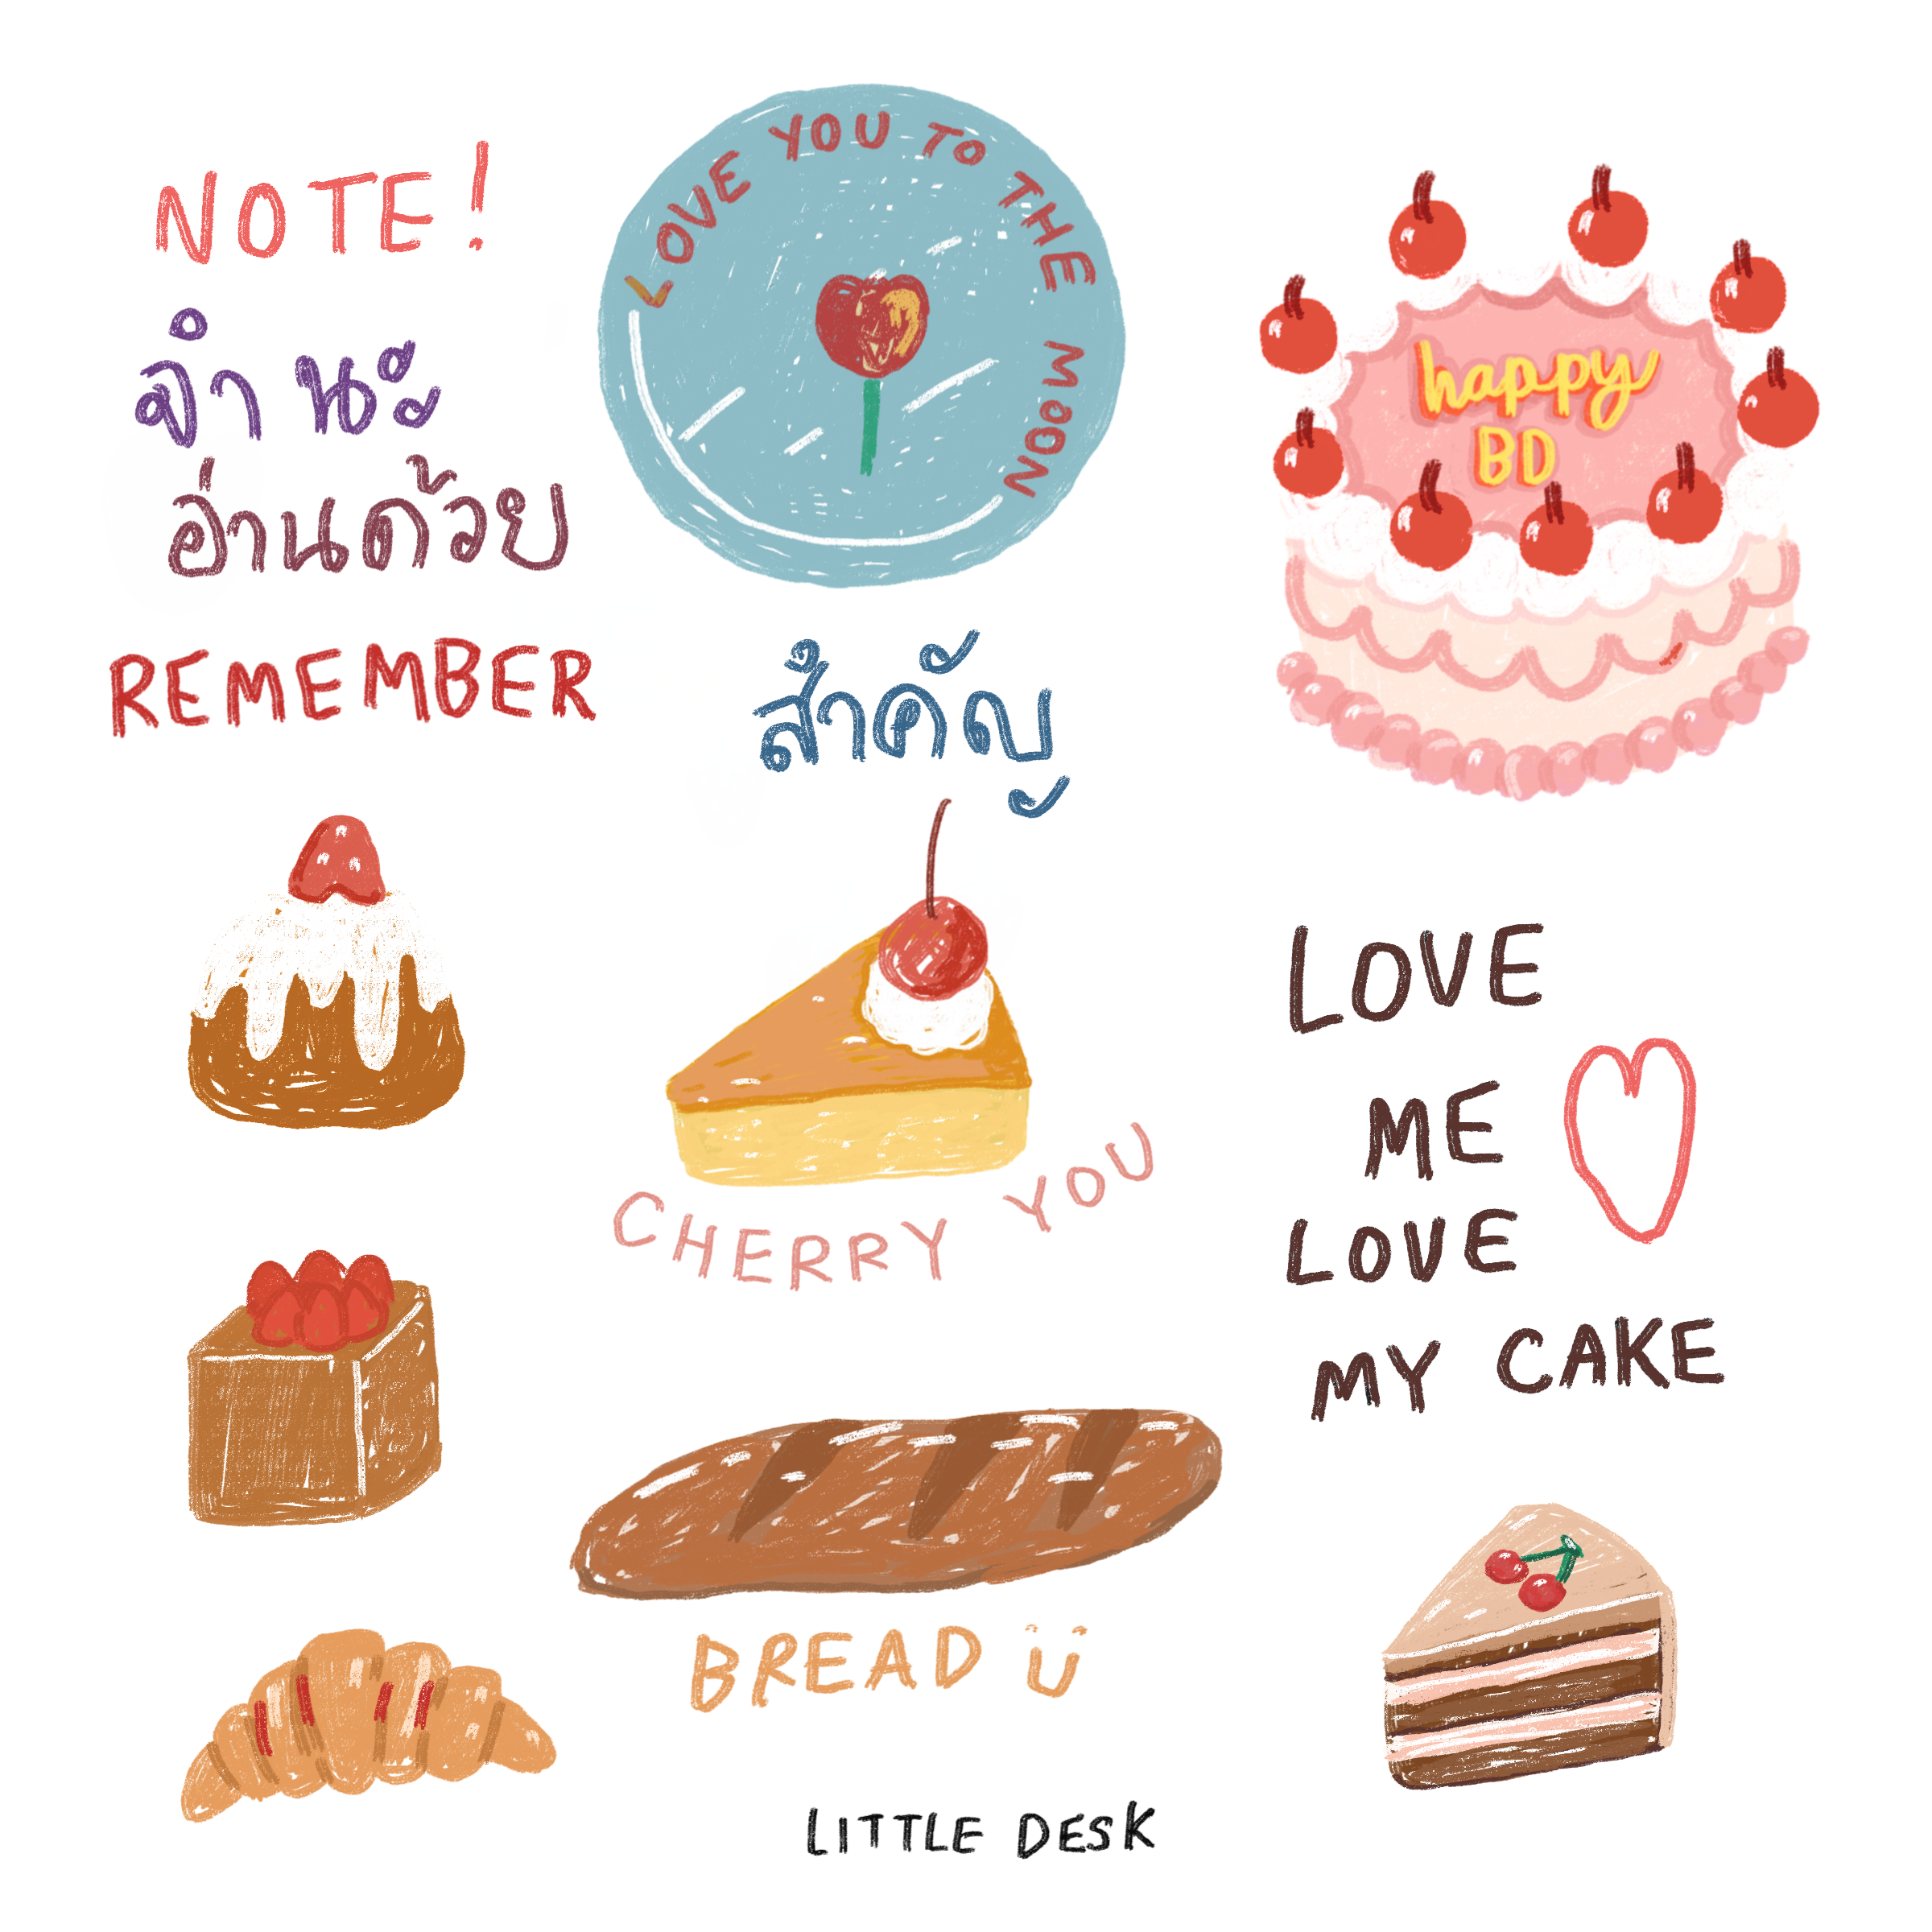 NOTE!
จำนะ
อ่านด้วย
REMEMBER
LOVE YOU TO THE MOON
สำคัญ
happy
BD
CHERRY YOU
LOVE
ME
LOVE
MY CAKE
BREAD Ü
LITTLE DESK